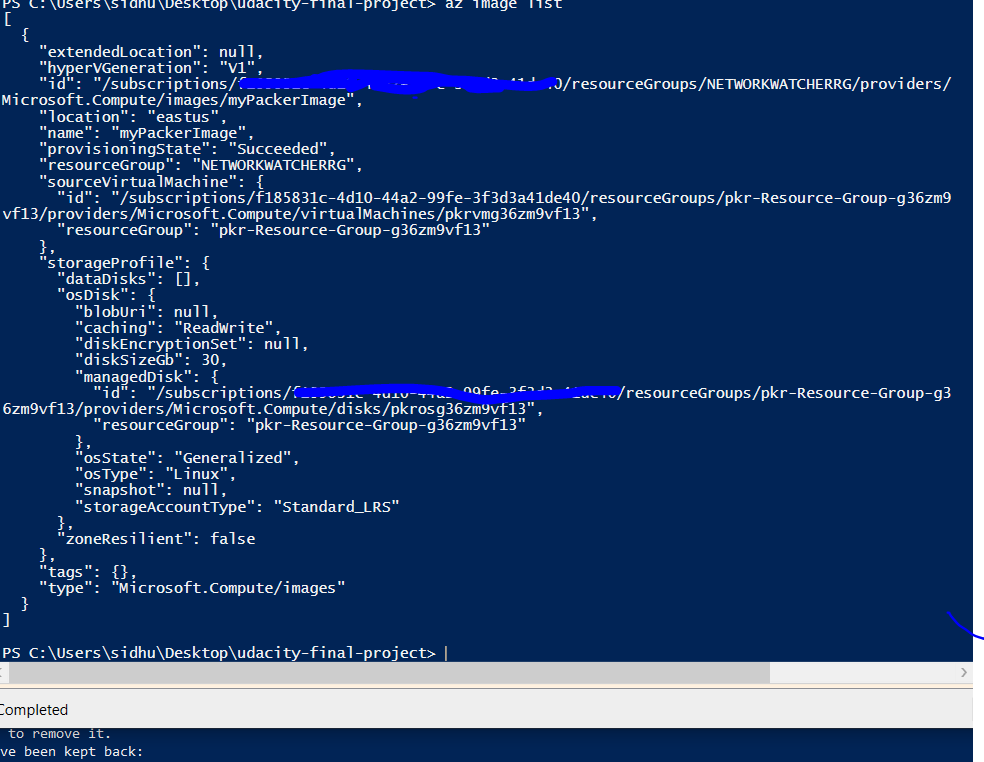 PS C:\Users\sidhu\Desktop\udacity-final-project> az image list
[
  {
    "extendedLocation": null,
    "hyperVGeneration": "V1",
    "id": "/subscriptions/ /resourceGroups/NETWORKWATCHERRG/providers/
Microsoft.Compute/images/myPackerImage",
    "location": "eastus",
    "name": "myPackerImage",
    "provisioningState": "Succeeded",
    "resourceGroup": "NETWORKWATCHERRG",
    "sourceVirtualMachine": {
      "id": "/subscriptions/f185831c-4d10-44a2-99fe-3f3d3a41de40/resourceGroups/pkr-Resource-Group-g36zm9
vf13/providers/Microsoft.Compute/virtualMachines/pkrvmg36zm9vf13",
      "resourceGroup": "pkr-Resource-Group-g36zm9vf13"
    },
    "storageProfile": {
      "dataDisks": [],
      "osDisk": {
        "blobUri": null,
        "caching": "ReadWrite",
        "diskEncryptionSet": null,
        "diskSizeGb": 30,
        "managedDisk": {
          "id": "/subscriptions/ /resourceGroups/pkr-Resource-Group-g3
6zm9vf13/providers/Microsoft.Compute/disks/pkrosg36zm9vf13",
          "resourceGroup": "pkr-Resource-Group-g36zm9vf13"
        },
        "osState": "Generalized",
        "osType": "Linux",
        "snapshot": null,
        "storageAccountType": "Standard_LRS"
      },
      "zoneResilient": false
    },
    "tags": {},
    "type": "Microsoft.Compute/images"
  }
]
PS C:\Users\sidhu\Desktop\udacity-final-project>
Completed
to remove it.
ve been kept back: